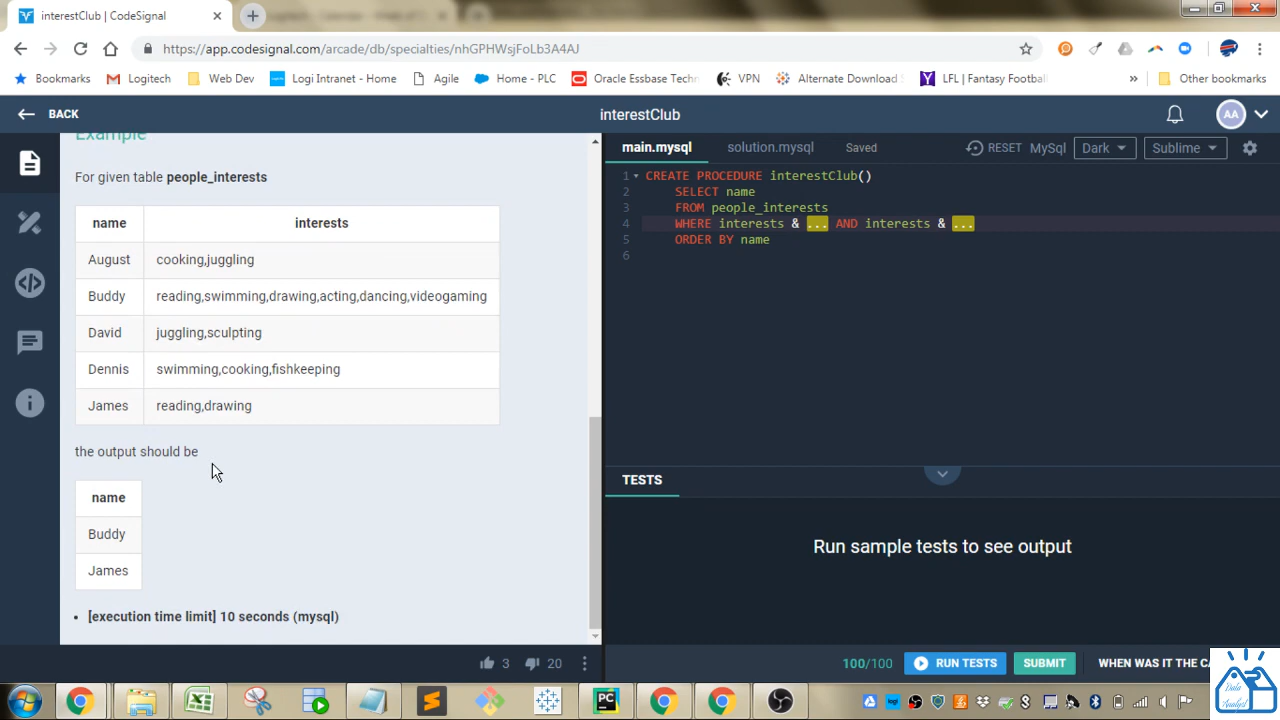 interestClub | CodeSignal
https://app.codesignal.com/arcade/db/specialties/nhGPHWsjFoLb3A4AJ
Bookmarks Logitech Web Dev Logi Intranet - Home Agile Home - PLC Oracle Essbase Techn VPN Alternate Download LFL | Fantasy Football » Other bookmarks
BACK interestClub AA
Example
For given table people_interests
name interests
August cooking,juggling
Buddy reading,swimming,drawing,acting,dancing,videogaming
David juggling,sculpting
Dennis swimming,cooking,fishkeeping
James reading,drawing
the output should be
name
Buddy
James
• [execution time limit] 10 seconds (mysql)
3 20
main.mysql solution.mysql Saved RESET MySql Dark Sublime
1 CREATE PROCEDURE interestClub()
2 SELECT name
3 FROM people_interests
4 WHERE interests & ... AND interests & ...
5 ORDER BY name
6
TESTS
Run sample tests to see output
100/100 RUN TESTS SUBMIT WHEN WAS IT THE CA
PC
Data
Analyst